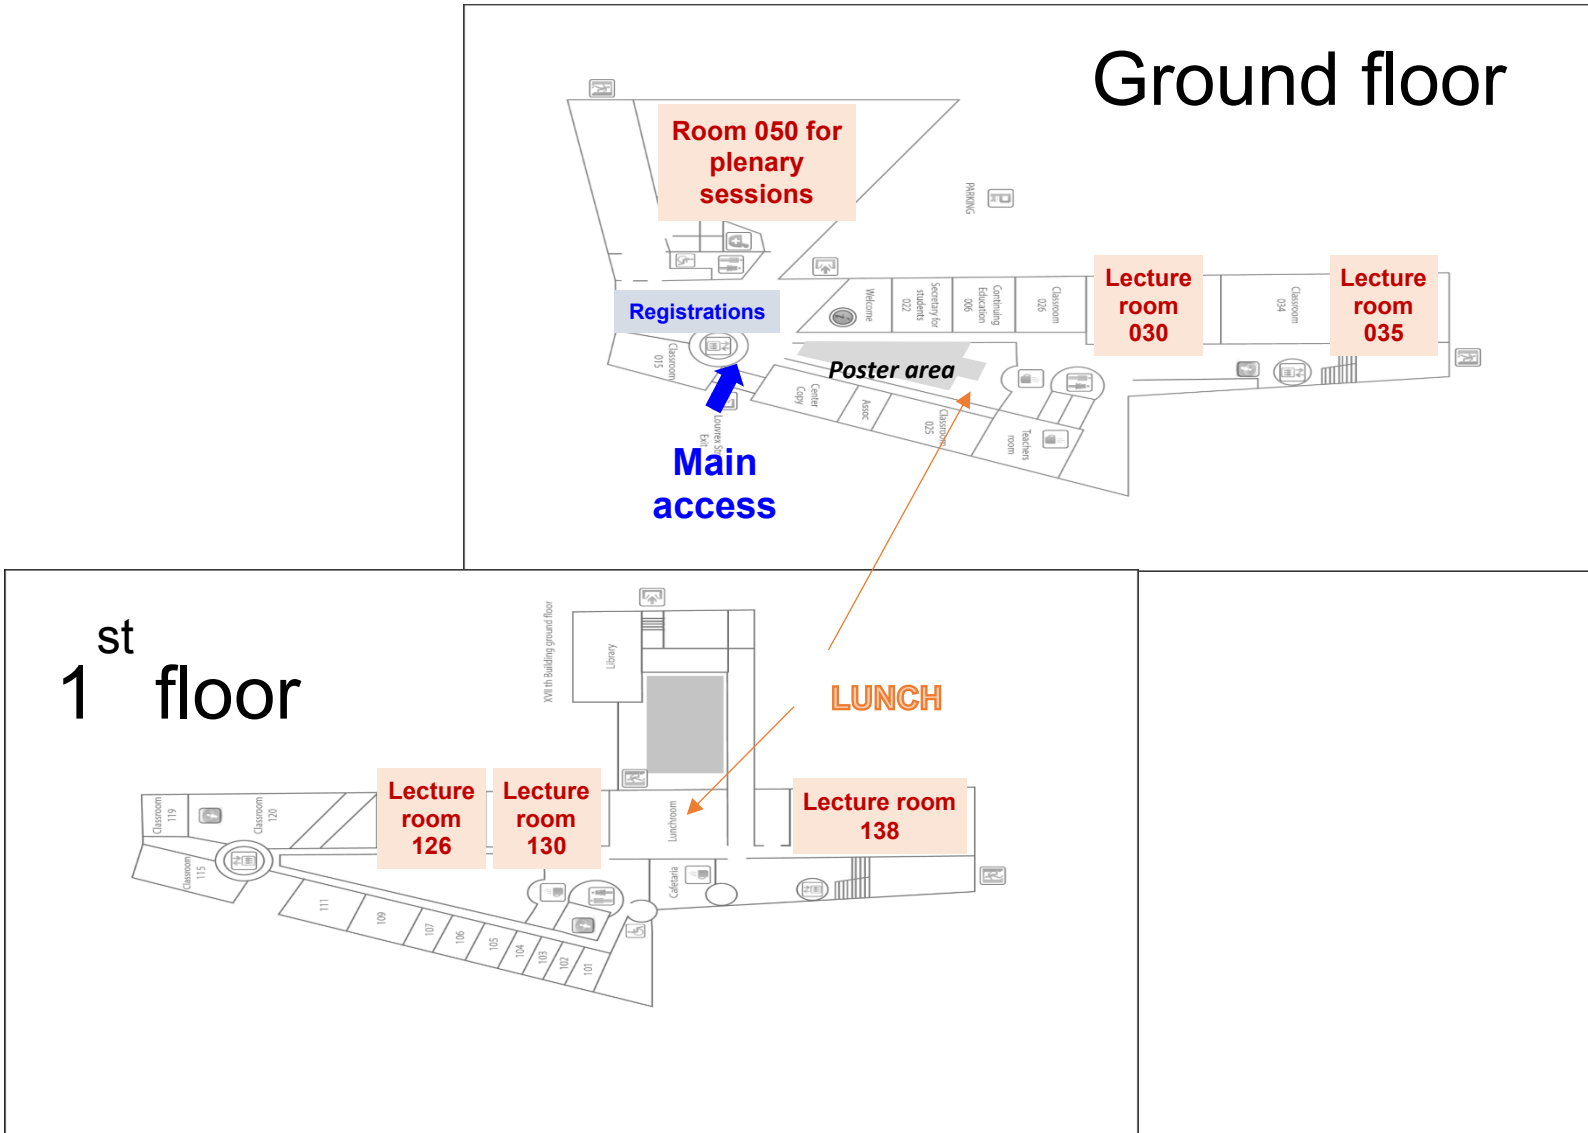 Ground floor
Room 050 for
plenary
sessions
PARKING
Registrations
Welcome
Secretary for
students
022
Continuing
Education
006
Classroom
026
Lecture
room
030
Classroom
034
Lecture
room
035
Classroom
015
Poster area
Center
Copy
Assoc
Classroom
025
Teachers
room
Exit
Main
access
1st floor
XVII th Building ground floor
Library
LUNCH
Classroom
119
Classroom
120
Lecture
room
126
Lecture
room
130
Lunchroom
Lecture room
138
Classroom
115
Cafetaria
111
109
107
106
105
104
103
102
101